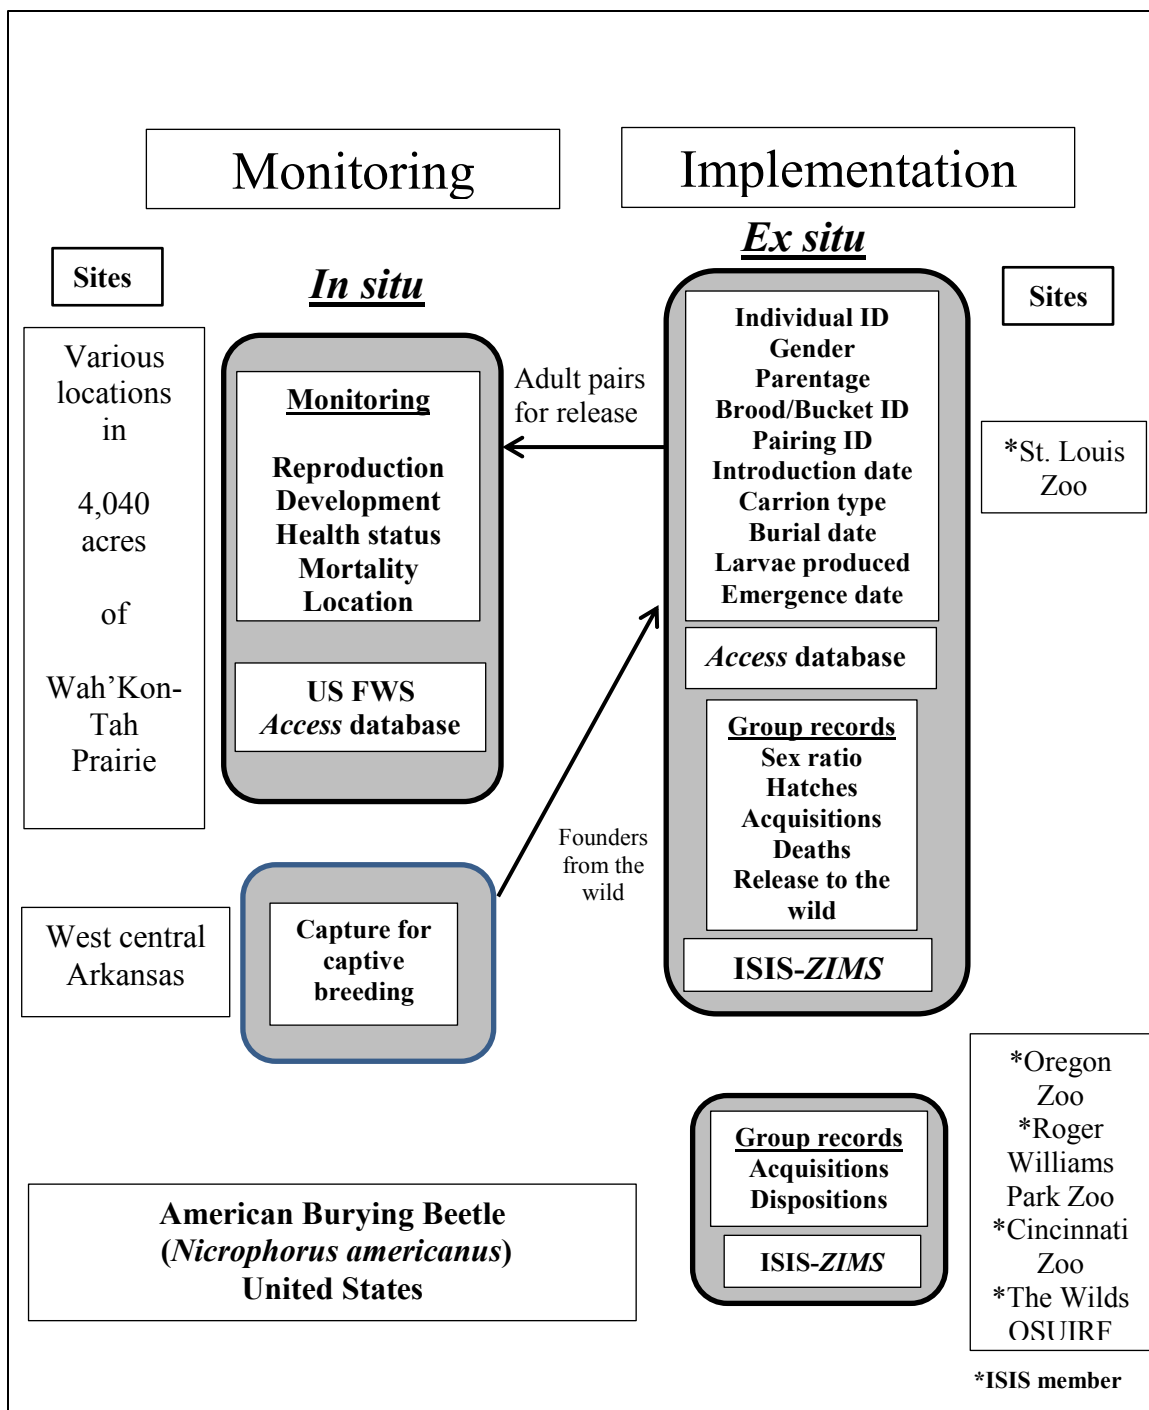 Monitoring
Implementation
Sites
In situ
Ex situ
Sites
Various
locations
in
4,040
acres
of
Wah’Kon-
Tah
Prairie
Monitoring
Reproduction
Development
Health status
Mortality
Location
US FWS
Access database
Adult pairs
for release
Individual ID
Gender
Parentage
Brood/Bucket ID
Pairing ID
Introduction date
Carrion type
Burial date
Larvae produced
Emergence date
Access database
Group records
Sex ratio
Hatches
Acquisitions
Deaths
Release to the
wild
ISIS-ZIMS
*St. Louis
Zoo
Founders
from the
wild
West central
Arkansas
Capture for
captive
breeding
Group records
Acquisitions
Dispositions
ISIS-ZIMS
*Oregon
Zoo
*Roger
Williams
Park Zoo
*Cincinnati
Zoo
*The Wilds
OSUIRF
American Burying Beetle
(Nicrophorus americanus)
United States
*ISIS member